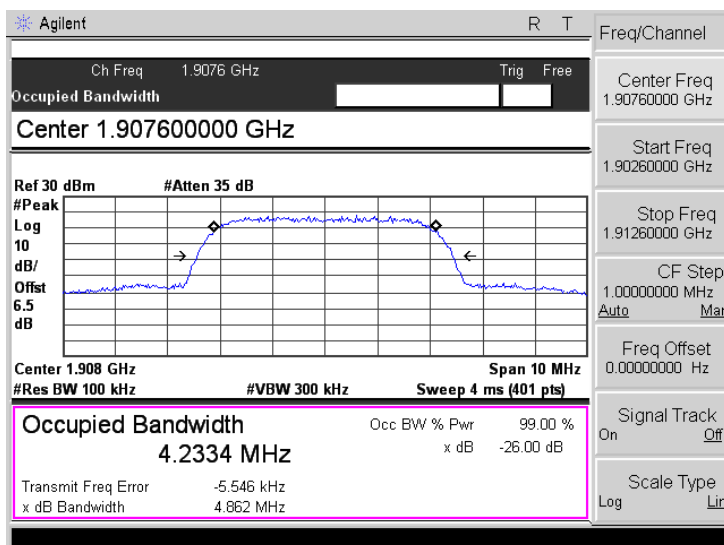 Agilent R T
Freq/Channel
Ch Freq 1.9076 GHz Trig Free
Occupied Bandwidth
Center 1.907600000 GHz
Center Freq
1.90760000 GHz
Start Freq
1.90260000 GHz
Stop Freq
1.91260000 GHz
CF Step
1.00000000 MHz
Auto Man
Freq Offset
0.00000000 Hz
Signal Track
On Off
Scale Type
Log Lin
Ref 30 dBm #Atten 35 dB
#Peak
Log
10
dB/
Offst
6.5
dB
Center 1.908 GHz Span 10 MHz
#Res BW 100 kHz #VBW 300 kHz Sweep 4 ms (401 pts)
Occupied Bandwidth Occ BW % Pwr 99.00 %
4.2334 MHz x dB -26.00 dB
Transmit Freq Error -5.546 kHz
x dB Bandwidth 4.862 MHz